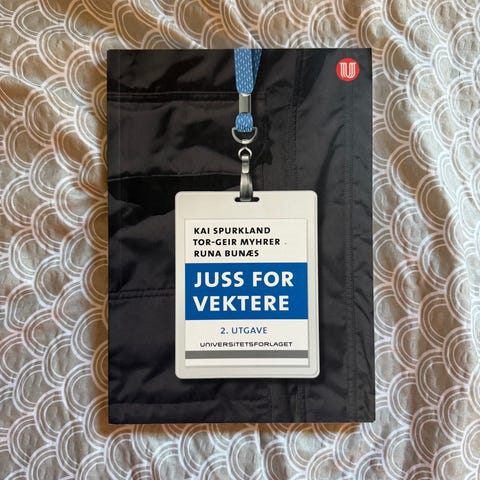 KAI SPURKLAND
TOR-GEIR MYHRER
RUNA BUNÆS
JUSS FOR
VEKTERE
2. UTGAVE
UNIVERSITETSFORLAGET